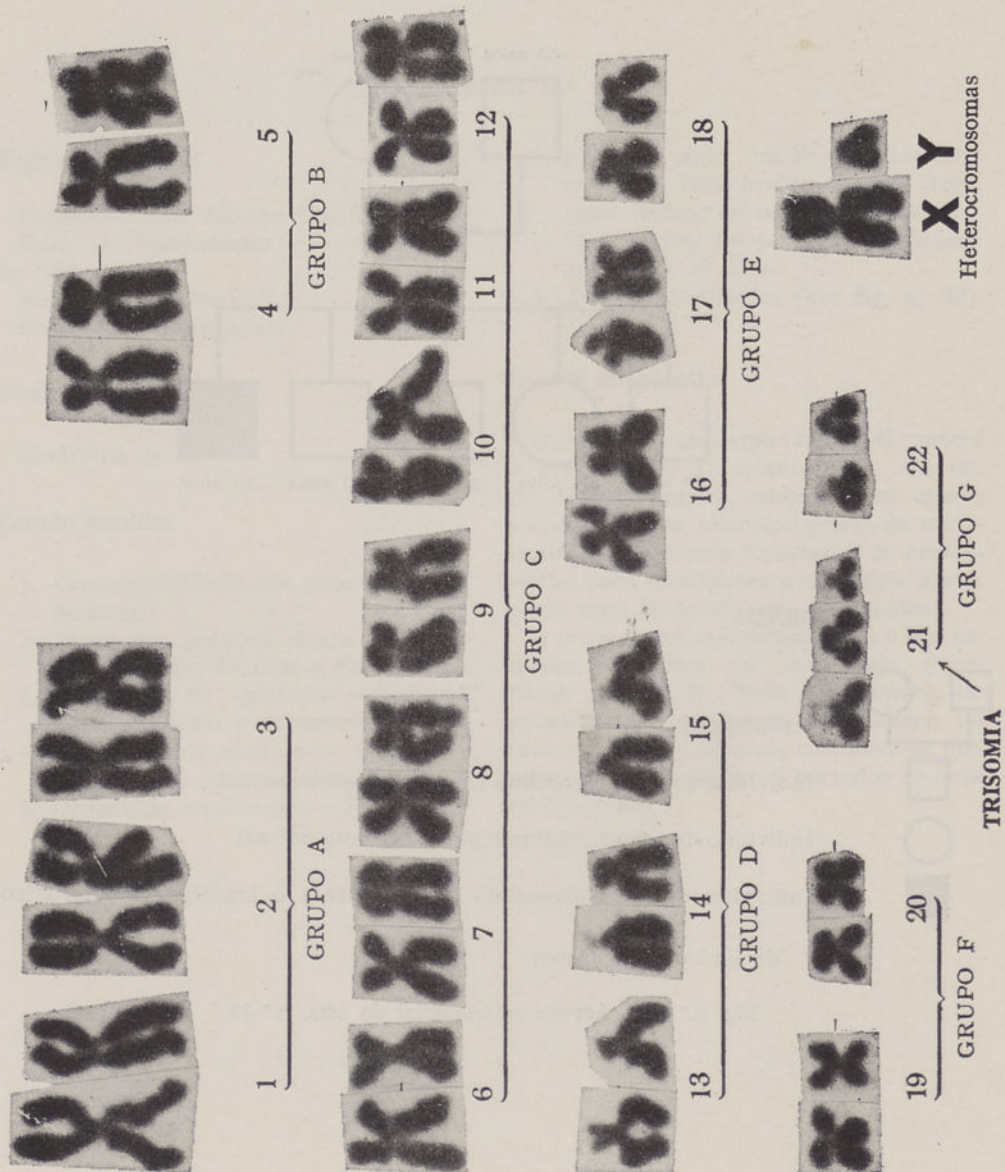 1 2 3 4 5
GRUPO A GRUPO B
6 7 8 9 10 11 12
GRUPO C
13 14 15 16 17 18
GRUPO D GRUPO E
19 20 21 22 X Y
GRUPO F GRUPO G Heterocromosomas
TRISOMIA